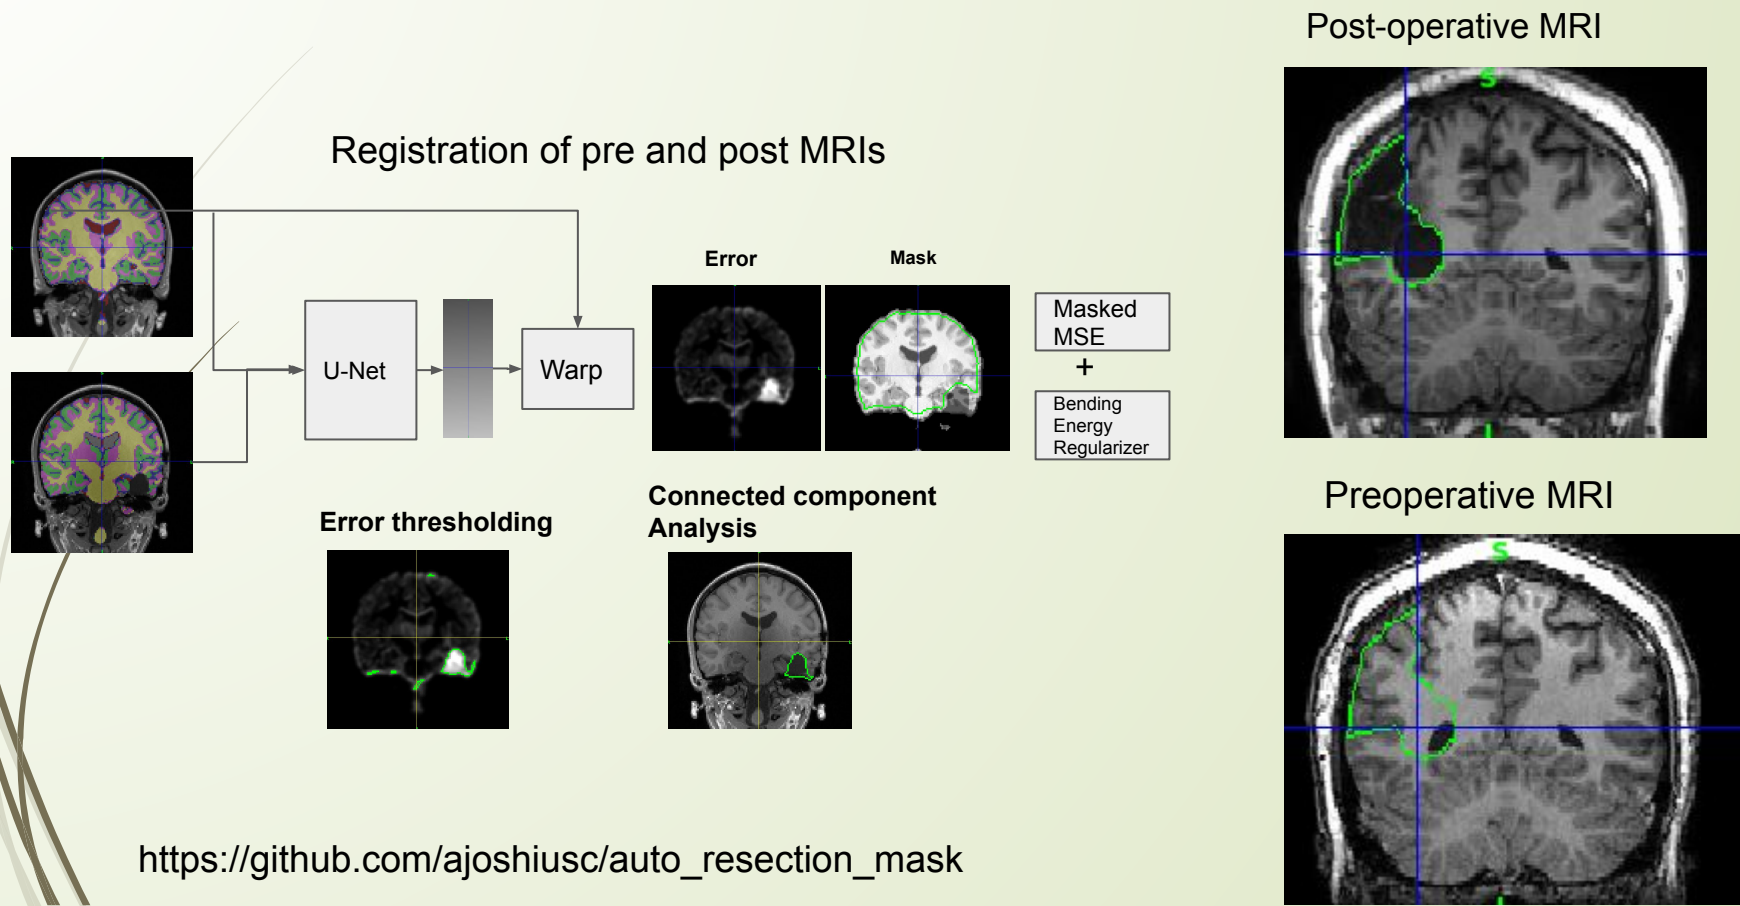 Post-operative MRI
S
Registration of pre and post MRIs
Error
Mask
U-Net
Warp
Masked
MSE
+
Bending
Energy
Regularizer
Preoperative MRI
S
Error thresholding
Connected component
Analysis
https://github.com/ajoshiusc/auto_resection_mask